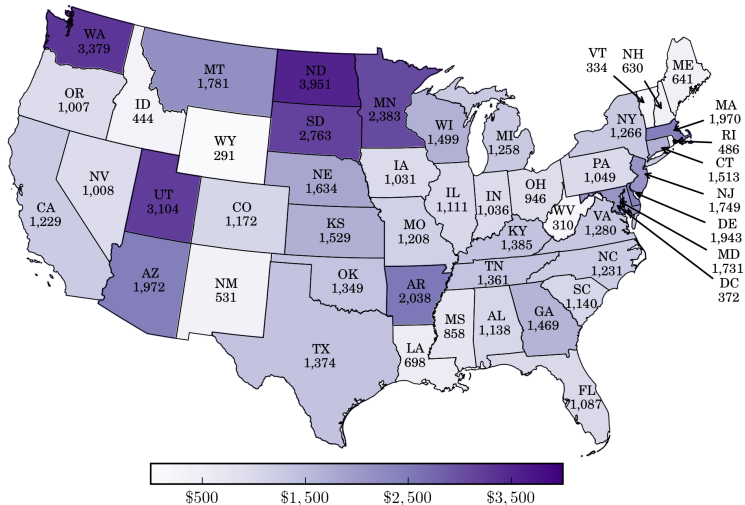 WA
3,379
OR
1,007
ID
444
MT
1,781
ND
3,951
MN
2,383
SD
2,763
WY
291
VT
334
NH
630
ME
641
WI
1,499
MI
1,258
NY
1,266
MA
1,970
RI
486
CT
1,513
NJ
1,749
DE
1,943
MD
1,731
DC
372
NV
1,008
UT
3,104
CA
1,229
CO
1,172
NE
1,634
IA
1,031
KS
1,529
MO
1,208
IL
1,111
IN
1,036
OH
946
PA
1,049
WV
310
VA
1,280
KY
1,385
NC
1,231
TN
1,361
SC
1,140
AZ
1,972
NM
531
OK
1,349
AR
2,038
MS
858
AL
1,138
GA
1,469
LA
698
TX
1,374
FL
1,087
$500
$1,500
$2,500
$3,500